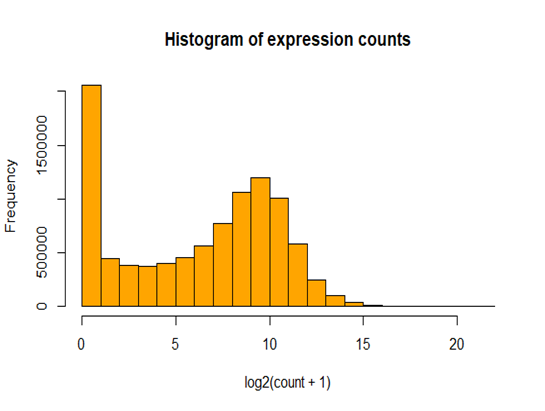 Histogram of expression counts
Frequency
1500000
500000
0
0 5 10 15 20
log2(count + 1)